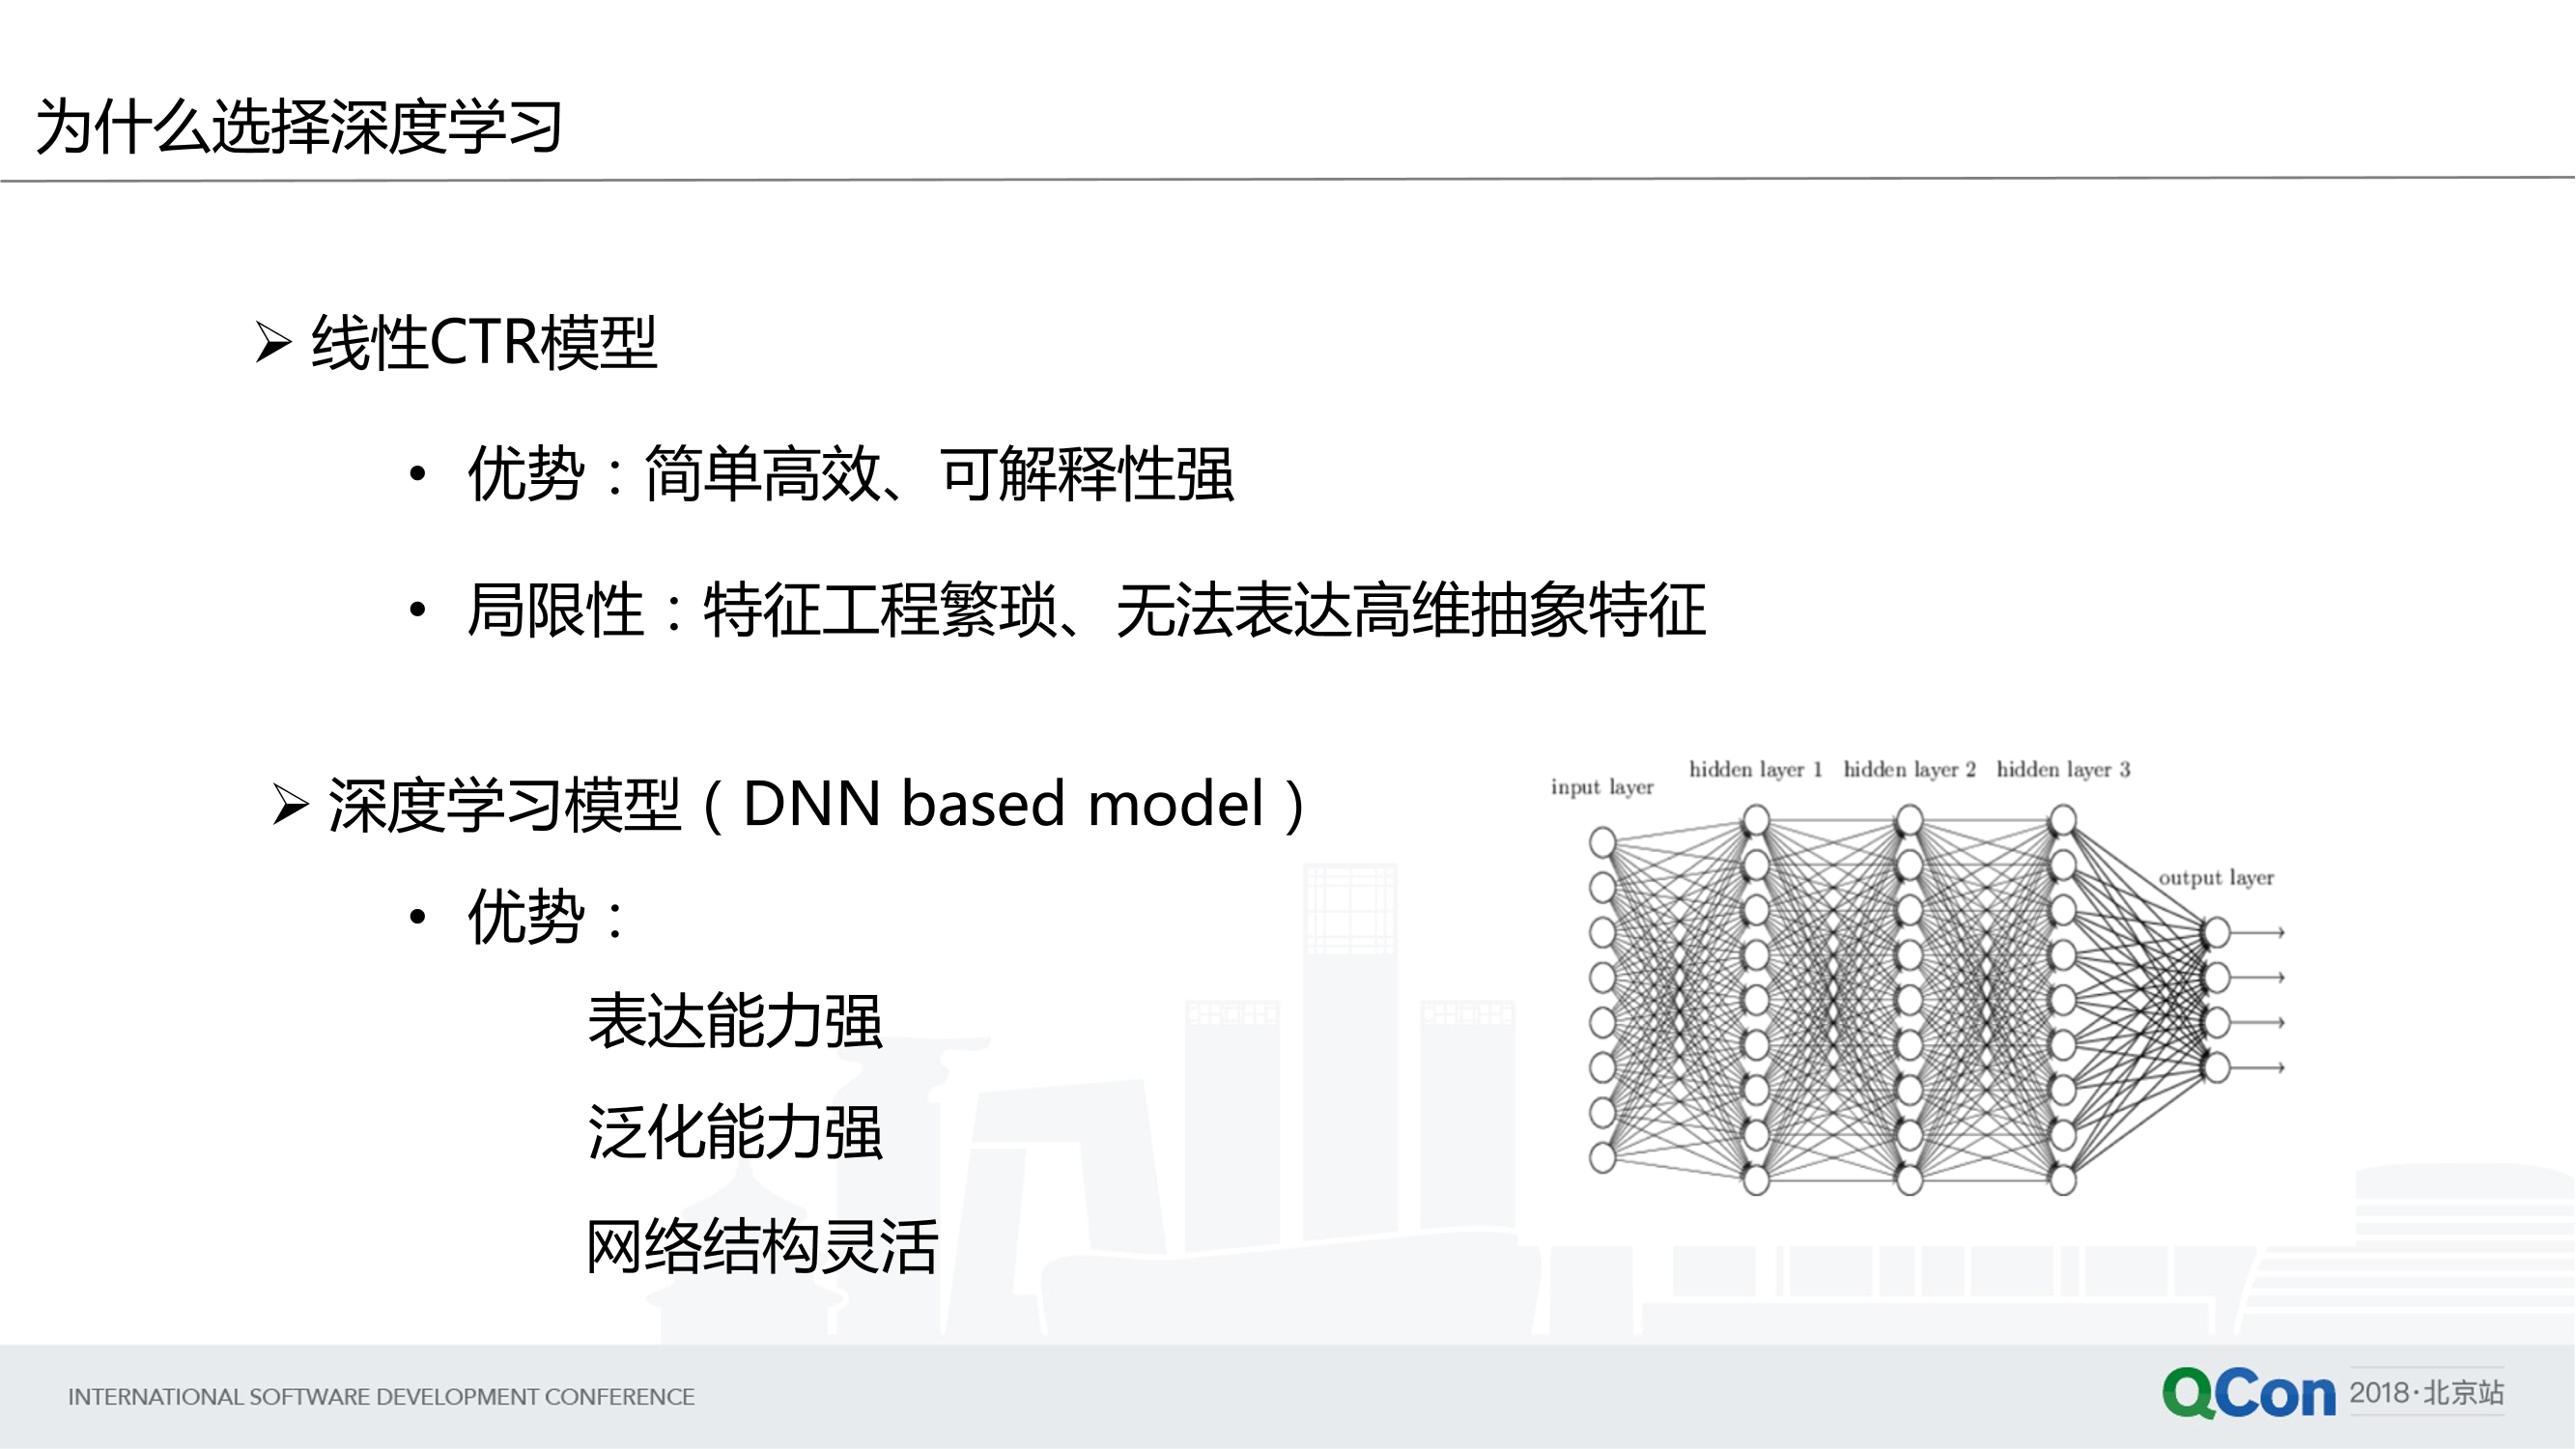 为什么选择深度学习
➢ 线性CTR模型
• 优势：简单高效、可解释性强
• 局限性：特征工程繁琐、无法表达高维抽象特征
➢ 深度学习模型（DNN based model）
• 优势：
表达能力强
泛化能力强
网络结构灵活
input layer
hidden layer 1 hidden layer 2 hidden layer 3
output layer
INTERNATIONAL SOFTWARE DEVELOPMENT CONFERENCE
QCon 2018·北京站